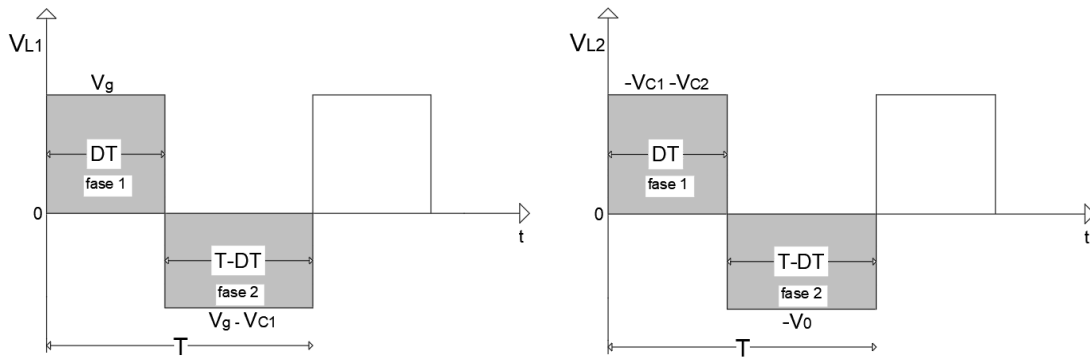 VL1
Vg
DT
fase 1
0
t
T-DT
fase 2
Vg - VC1
T
VL2
-VC1 -VC2
DT
fase 1
0
t
T-DT
fase 2
-V0
T